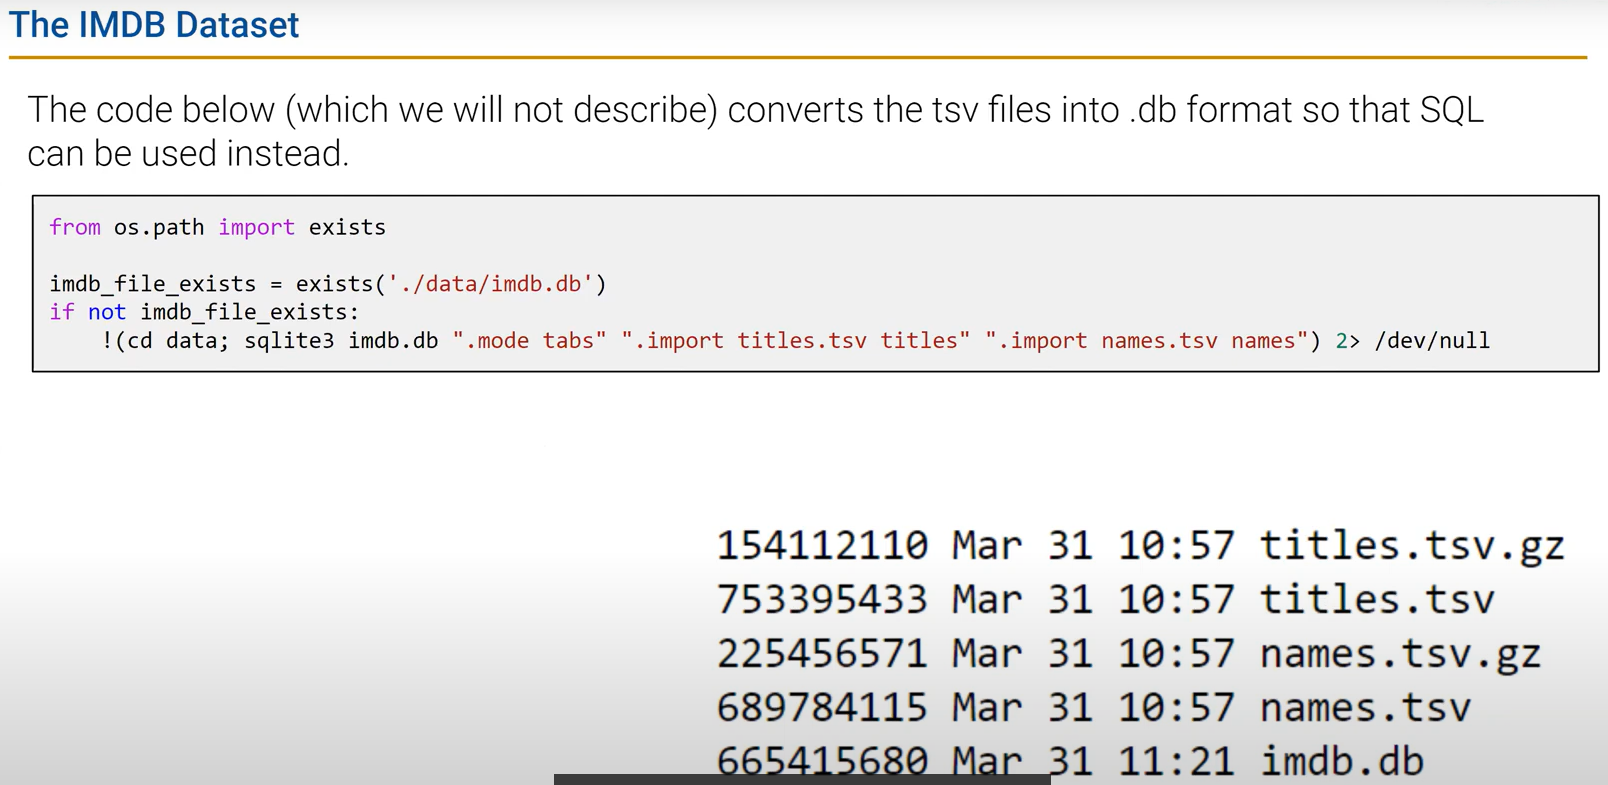 The IMDB Dataset
The code below (which we will not describe) converts the tsv files into .db format so that SQL
can be used instead.
from os.path import exists
imdb_file_exists = exists('./data/imdb.db')
if not imdb_file_exists:
    !(cd data; sqlite3 imdb.db ".mode tabs" ".import titles.tsv titles" ".import names.tsv names") 2> /dev/null
154112110 Mar 31 10:57 titles.tsv.gz
753395433 Mar 31 10:57 titles.tsv
225456571 Mar 31 10:57 names.tsv.gz
689784115 Mar 31 10:57 names.tsv
665415680 Mar 31 11:21 imdb.db